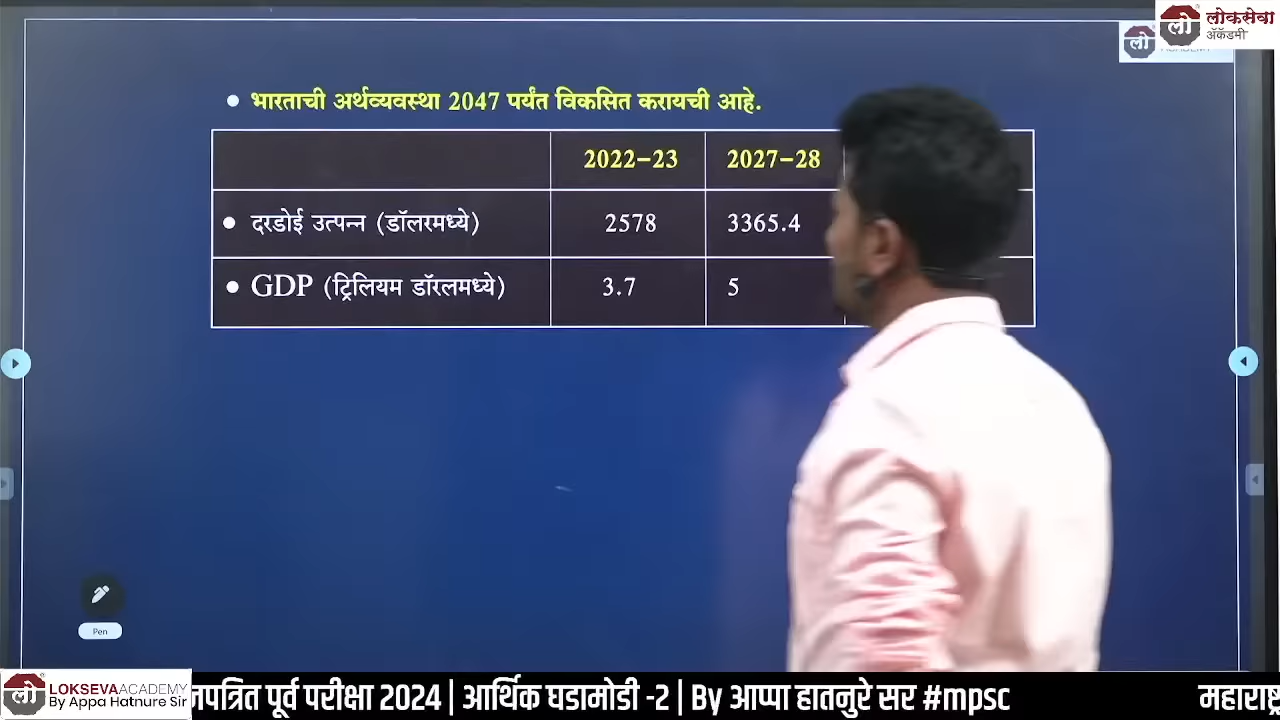 लो लोकसेवा
अ‍ॅकॅडमी
लो
• भारताची अर्थव्यवस्था 2047 पर्यंत विकसित करायची आहे.
2022–23 2027–28
• दरडोई उत्पन्न (डॉलरमध्ये) 2578 3365.4
• GDP (ट्रिलियम डॉरलमध्ये) 3.7 5
Pen
लो LOKSEVA ACADEMY
By Appa Hatnure Sir
पूर्व परीक्षा 2024 | आर्थिक घडामोडी -2 | By आप्पा हातनुरे सर #mpsc